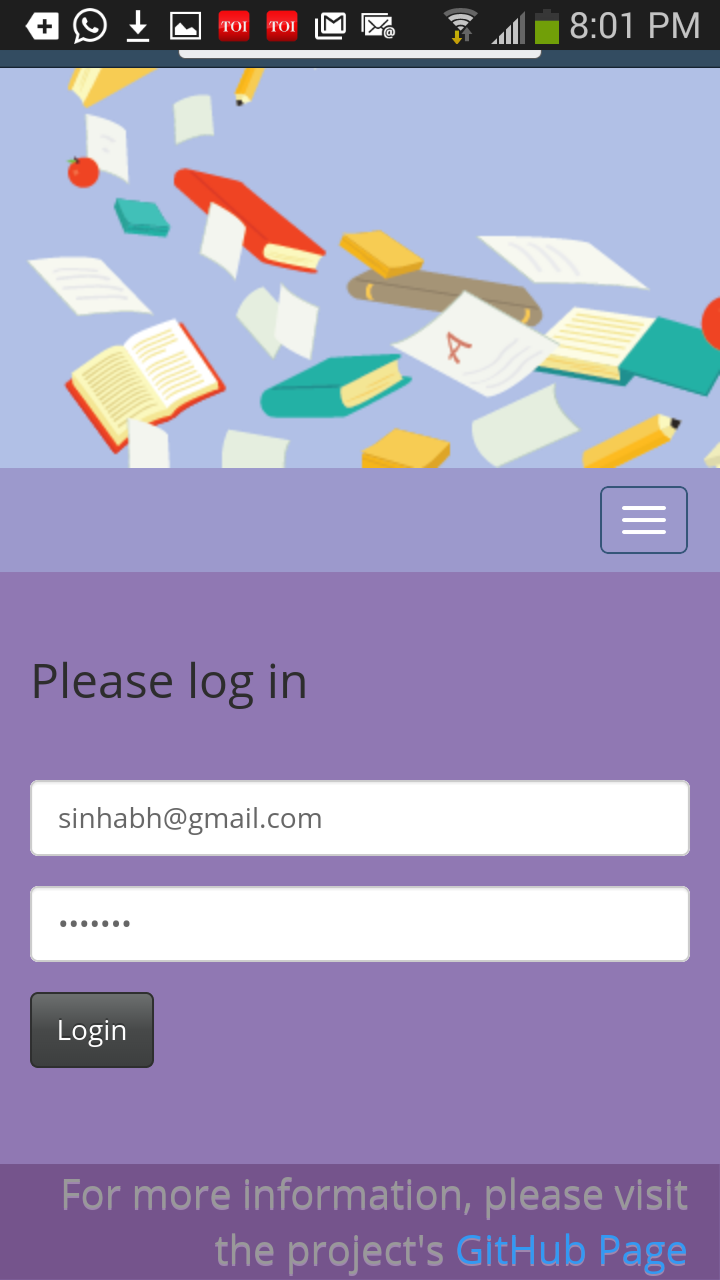 TOI TOI 8:01 PM
A
Please log in
sinhabh@gmail.com
•••••••
Login
For more information, please visit
the project's GitHub Page